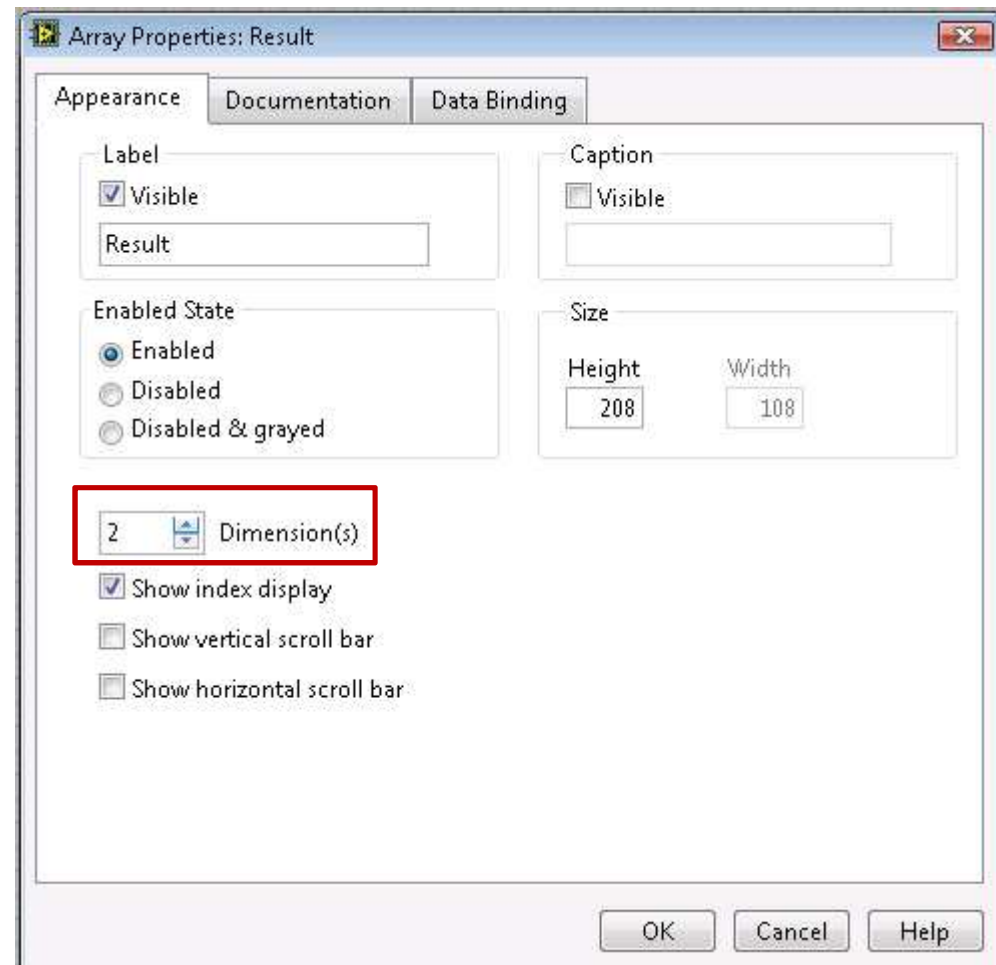 Array Properties: Result
Appearance
Documentation
Data Binding
Label
Visible
Result
Caption
Visible
Enabled State
Enabled
Disabled
Disabled & grayed
Size
Height
Width
208
108
2 Dimension(s)
Show index display
Show vertical scroll bar
Show horizontal scroll bar
OK
Cancel
Help